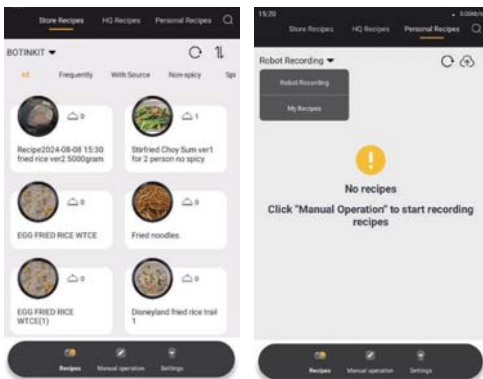 Store Recipes HQ Recipes Personal Recipes
BOTINKIT
All Frequently With Source Non-spicy Spi
0
1
Recipe2024-08-08 15:30
fried rice ver2 5000gram
Stirfried Choy Sum ver1
for 2 person no spicy
0
0
EGG FRIED RICE WTCE
Fried noodles
0
0
EGG FRIED RICE
WTCE(1)
Disneyland fried rice trail
1
Recipes Manual operation Settings
15:20
0.00kb/s
Store Recipes HQ Recipes Personal Recipes
Robot Recording
Robot Recording
My Recipes
No recipes
Click "Manual Operation" to start recording
recipes
Recipes Manual operation Settings